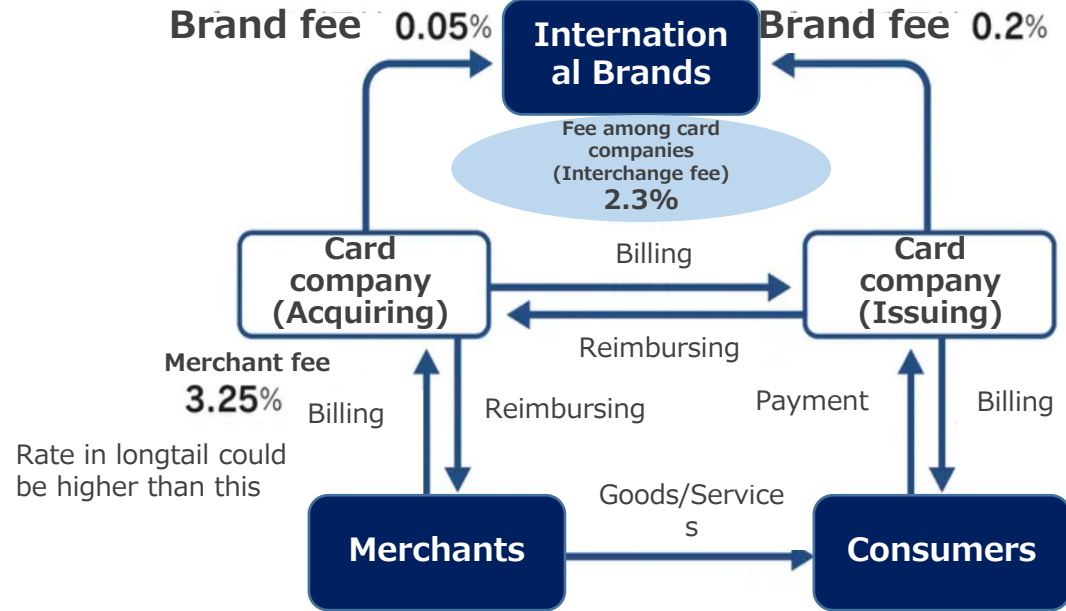 Brand fee 0.05%
Internation
al Brands
Brand fee 0.2%
Fee among card
companies
(Interchange fee)
2.3%
Card
company
(Acquiring)
Billing
Card
company
(Issuing)
Reimbursing
Merchant fee
3.25%
Billing
Reimbursing
Payment
Billing
Rate in longtail could
be higher than this
Goods/Service
s
Merchants
Consumers